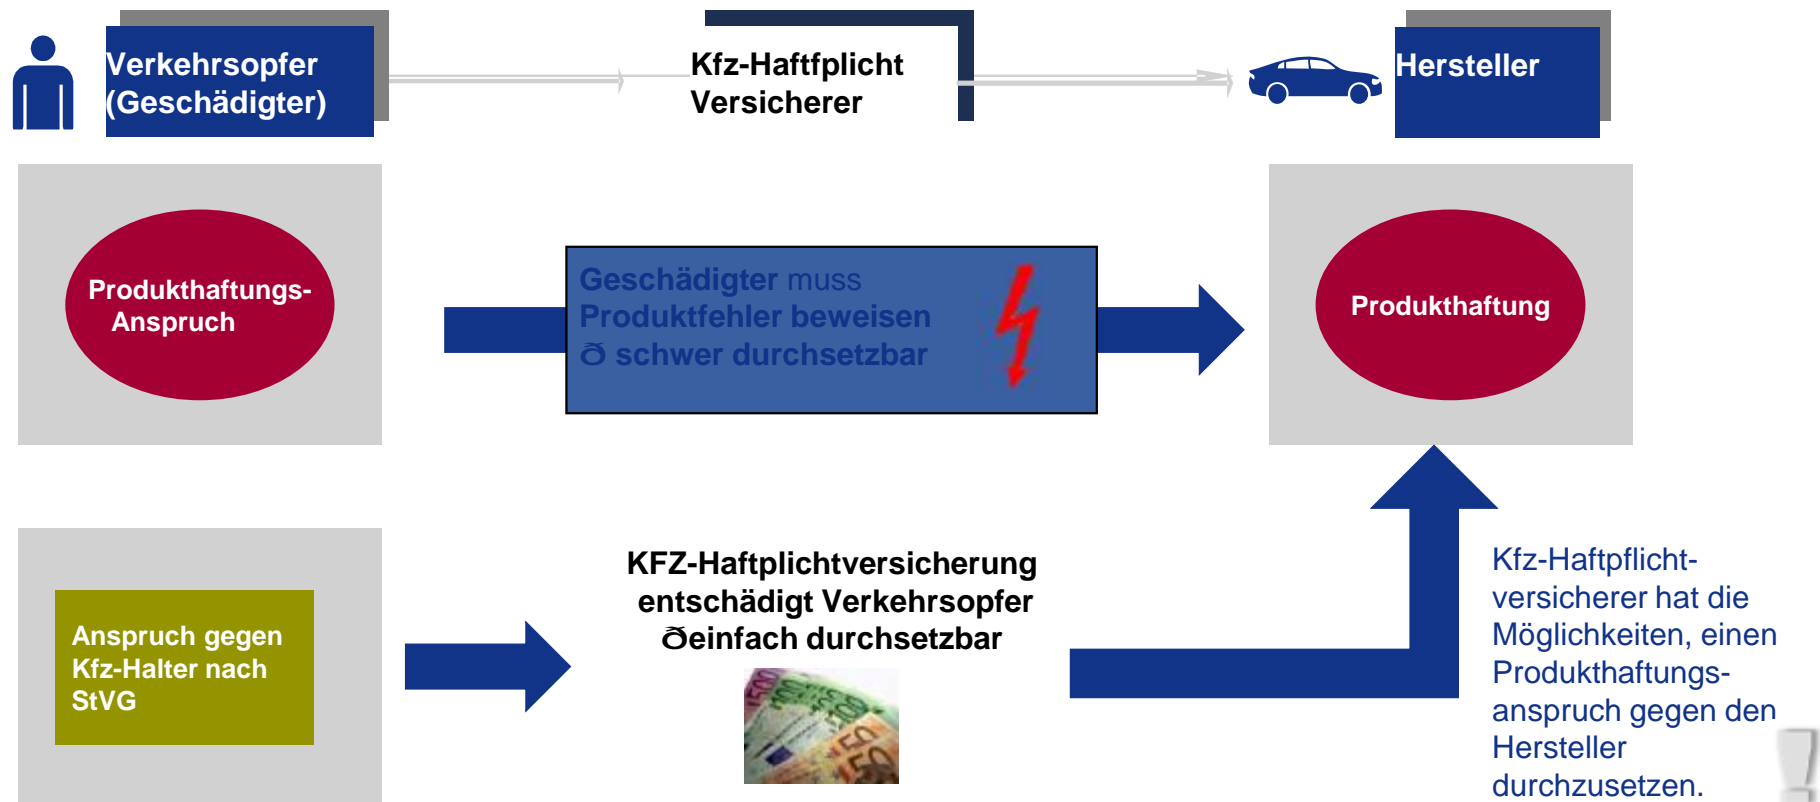 Verkehrsopfer
(Geschädigter)
Kfz-Haftfplicht
Versicherer
Hersteller
Produkthaftungs-
Anspruch
Geschädigter muss
Produktfehler beweisen
ð schwer durchsetzbar
Produkthaftung
Anspruch gegen
Kfz-Halter nach
StVG
KFZ-Haftplichtversicherung
entschädigt Verkehrsopfer
ðeinfach durchsetzbar
Kfz-Haftpflicht-
versicherer hat die
Möglichkeiten, einen
Produkthaftungs-
anspruch gegen den
Hersteller
durchzusetzen.
!